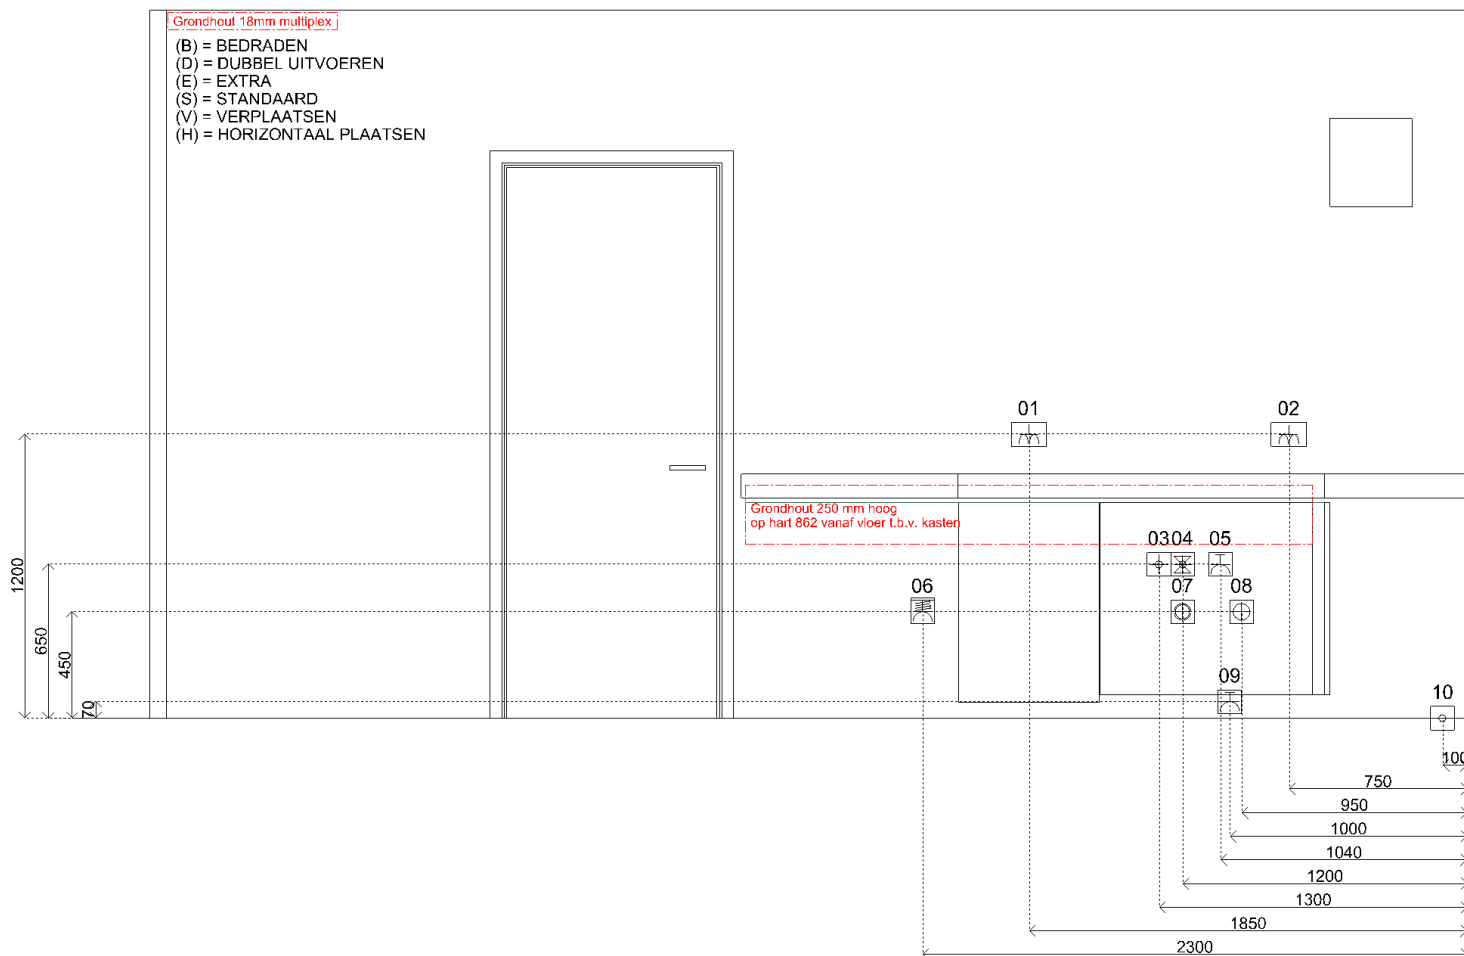 Grondhout 18mm multiplex
(B) = BEDRADEN
(D) = DUBBEL UITVOEREN
(E) = EXTRA
(S) = STANDAARD
(V) = VERPLAATSEN
(H) = HORIZONTAAL PLAATSEN
01 02
Grondhout 250 mm hoog
op hart 862 vanaf vloer t.b.v. kasten
03 04 05
1200
06 07 08
650
450
09
70
10
100
750
950
1000
1040
1200
1300
1850
2300